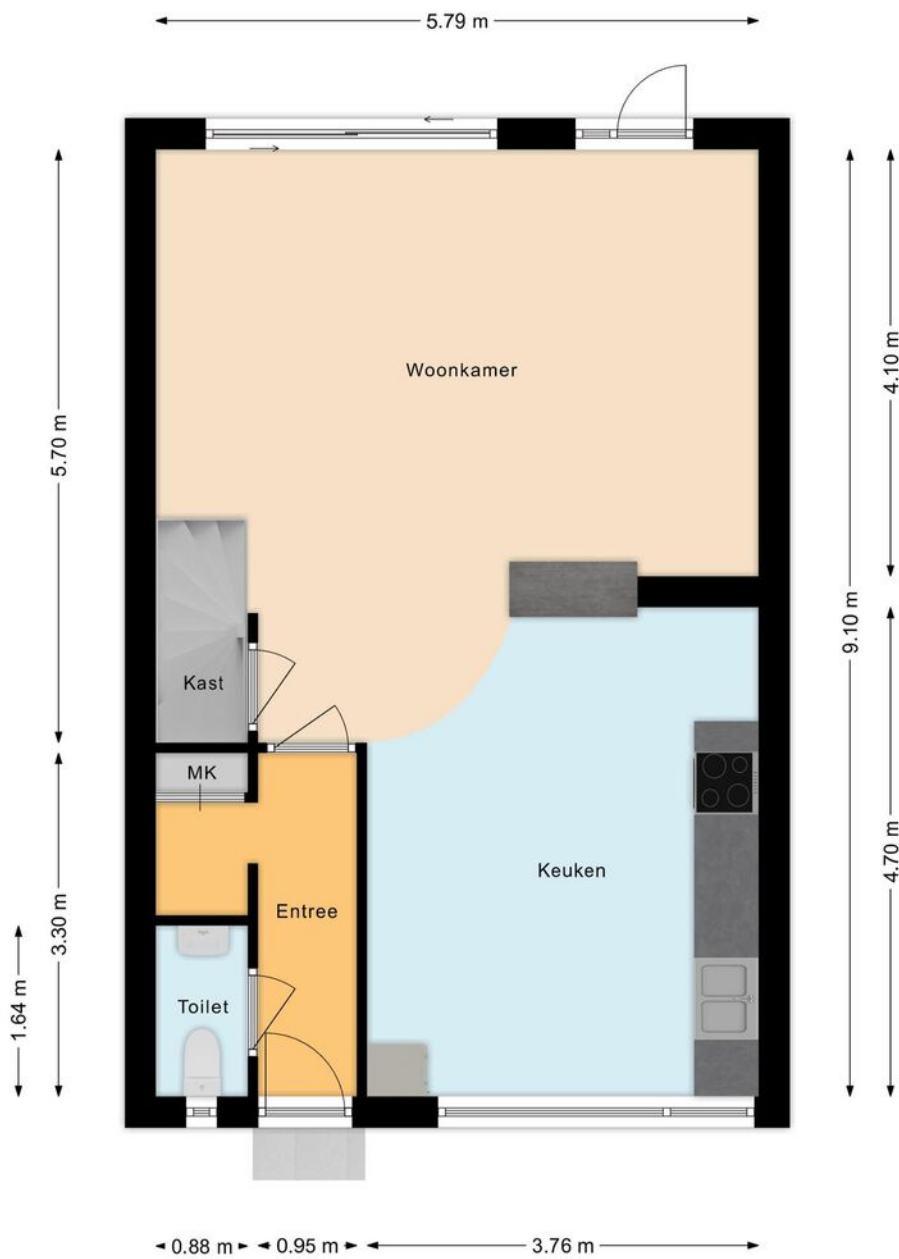 5.79 m
Woonkamer
4.10 m
5.70 m
9.10 m
Kast
MK
Keuken
4.70 m
Entree
3.30 m
Toilet
1.64 m
0.88 m
0.95 m
3.76 m